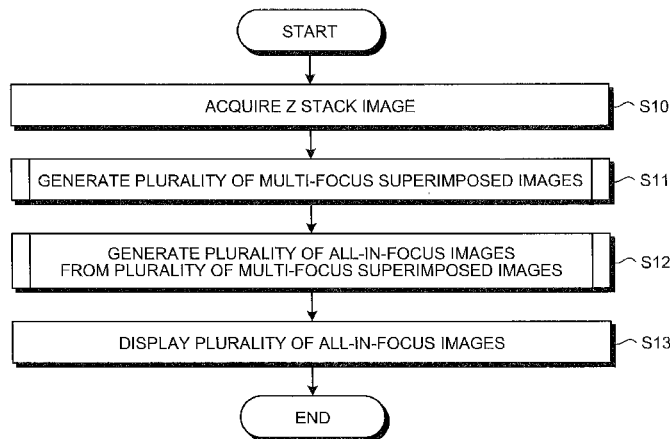 START
ACQUIRE Z STACK IMAGE
S10
GENERATE PLURALITY OF MULTI-FOCUS SUPERIMPOSED IMAGES
S11
GENERATE PLURALITY OF ALL-IN-FOCUS IMAGES
FROM PLURALITY OF MULTI-FOCUS SUPERIMPOSED IMAGES
S12
DISPLAY PLURALITY OF ALL-IN-FOCUS IMAGES
S13
END